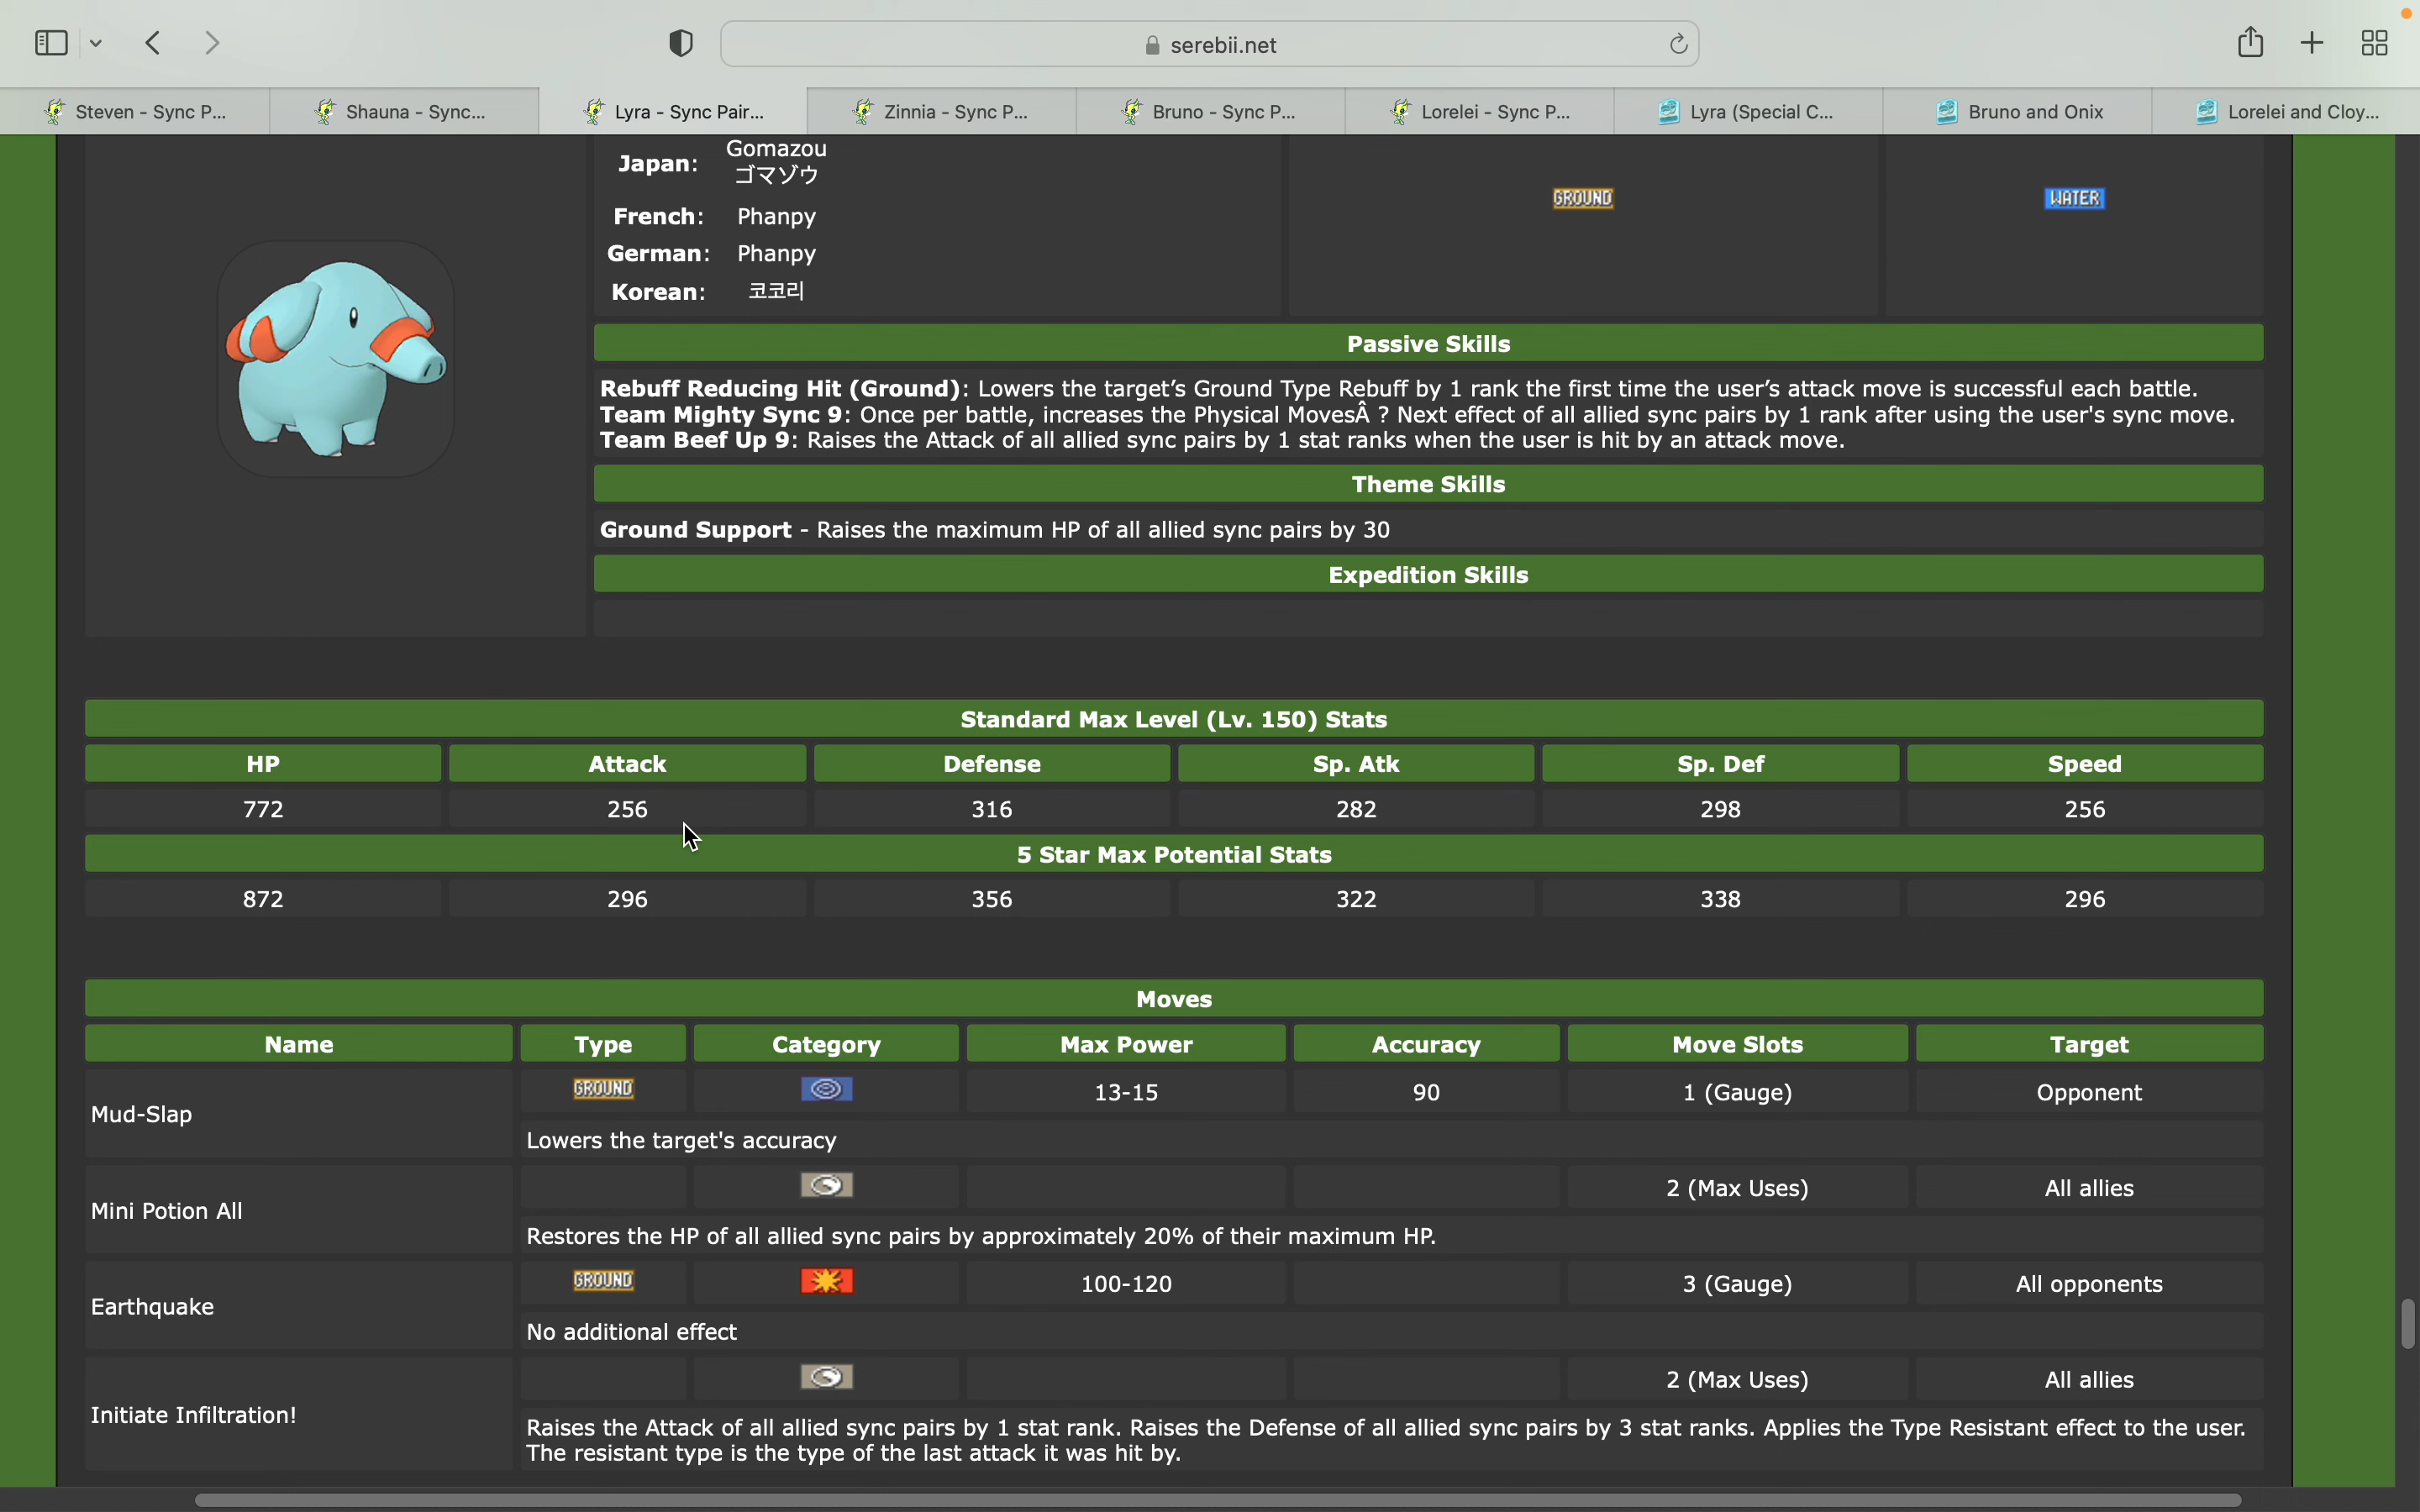 serebii.net
Steven - Sync P...
Shauna - Sync...
Lyra - Sync Pair...
Zinnia - Sync P...
Bruno - Sync P...
Lorelei - Sync P...
Lyra (Special C...
Bruno and Onix
Lorelei and Cloy...
Japan: Gomazou
ゴマゾウ
GROUND
WATER
French: Phanpy
German: Phanpy
Korean: 코코리
Passive Skills
Rebuff Reducing Hit (Ground): Lowers the target's Ground Type Rebuff by 1 rank the first time the user's attack move is successful each battle.
Team Mighty Sync 9: Once per battle, increases the Physical MovesÂ ? Next effect of all allied sync pairs by 1 rank after using the user's sync move.
Team Beef Up 9: Raises the Attack of all allied sync pairs by 1 stat ranks when the user is hit by an attack move.
Theme Skills
Ground Support - Raises the maximum HP of all allied sync pairs by 30
Expedition Skills
Standard Max Level (Lv. 150) Stats
HP Attack Defense Sp. Atk Sp. Def Speed
772 256 316 282 298 256
5 Star Max Potential Stats
872 296 356 322 338 296
Moves
Name Type Category Max Power Accuracy Move Slots Target
Mud-Slap GROUND 13-15 90 1 (Gauge) Opponent
Lowers the target's accuracy
Mini Potion All 2 (Max Uses) All allies
Restores the HP of all allied sync pairs by approximately 20% of their maximum HP.
Earthquake GROUND 100-120 3 (Gauge) All opponents
No additional effect
Initiate Infiltration! 2 (Max Uses) All allies
Raises the Attack of all allied sync pairs by 1 stat rank. Raises the Defense of all allied sync pairs by 3 stat ranks. Applies the Type Resistant effect to the user.
The resistant type is the type of the last attack it was hit by.